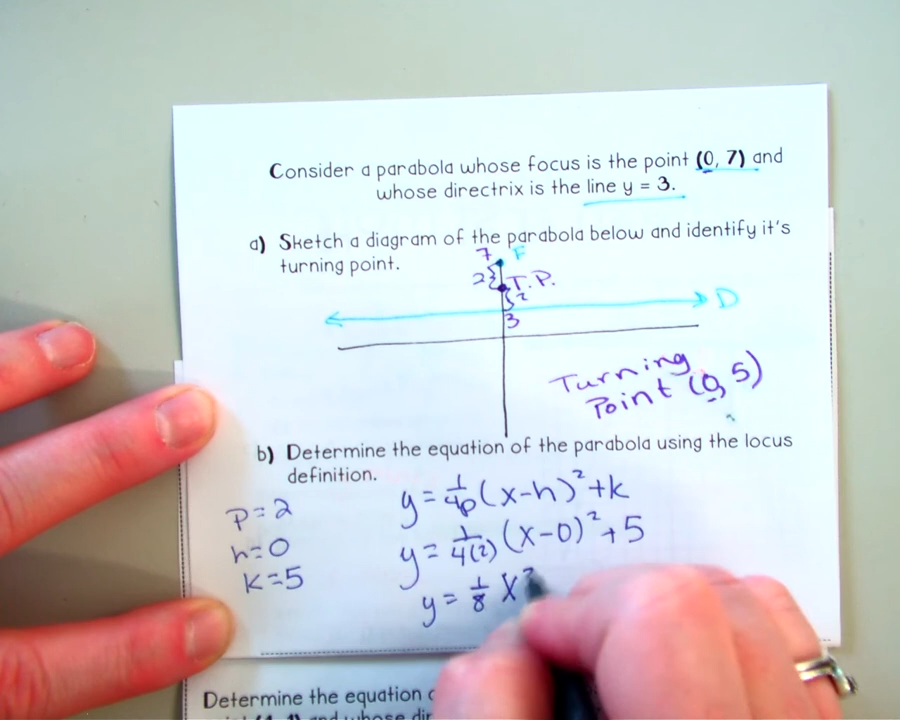 Consider a parabola whose focus is the point (0, 7) and
whose directrix is the line y = 3.
a) Sketch a diagram of the parabola below and identify it's
turning point.
7 F
2 T.P.
2
D
3
Turning
Point (0, 5)
b) Determine the equation of the parabola using the locus
definition.
p=2
h=0
k=5
y = 1/4p (x-h)² + k
y = 1/4(2) (x-0)² + 5
y = 1/8 x²
Determine the equation